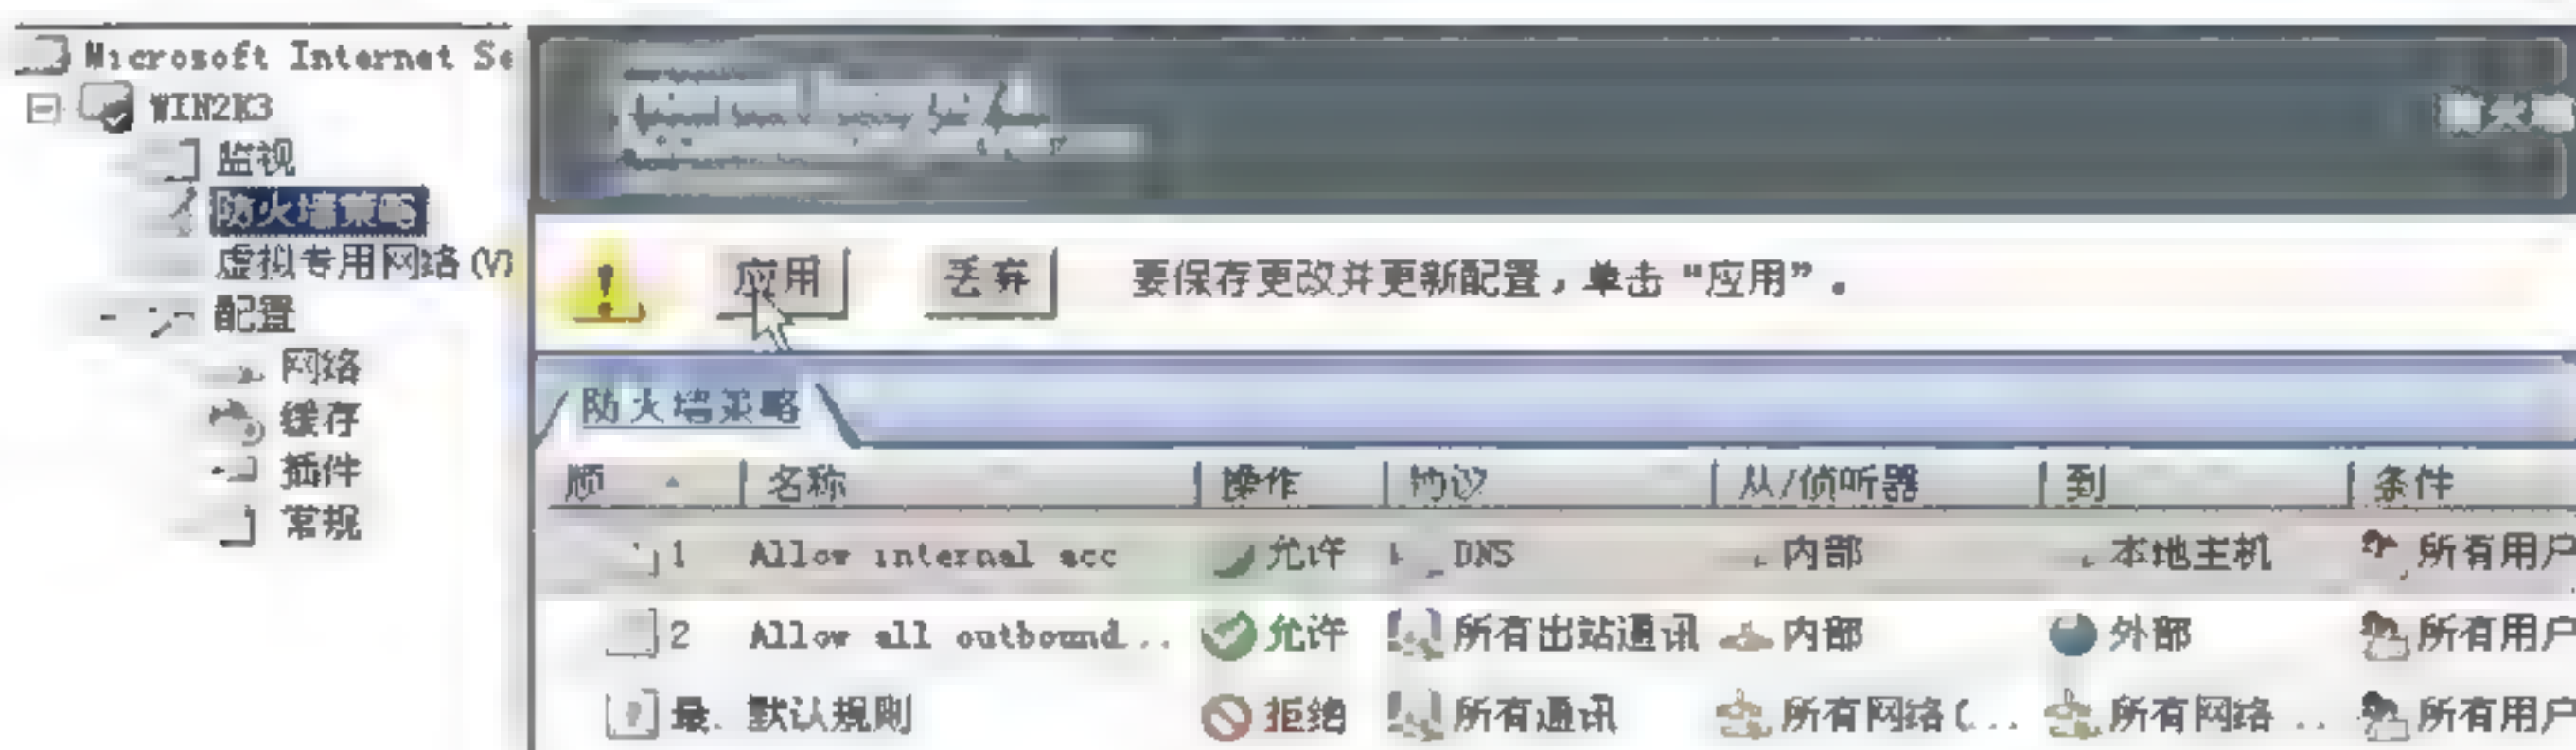 Microsoft Internet Se
WIN2K3
监视
防火墙策略
虚拟专用网络(V
配置
网络
缓存
插件
常规
应用 丢弃 要保存更改并更新配置，单击“应用”。
防火墙策略
顺 名称 操作 协议 从/侦听器 到 条件
1 Allow internal acc 允许 DNS 内部 本地主机 所有用户
2 Allow all outbound... 允许 所有出站通讯 内部 外部 所有用户
最. 默认规则 拒绝 所有通讯 所有网络(... 所有网络 .. 所有用户